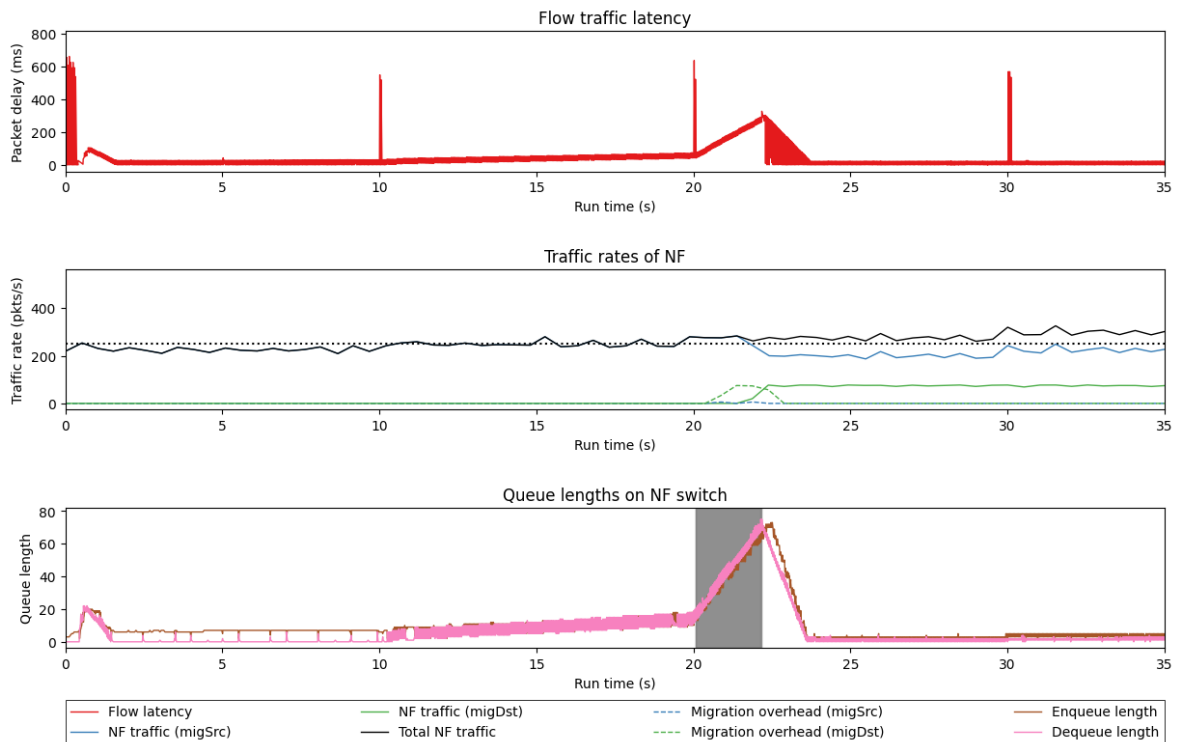 Flow traffic latency
800
600
400
200
0
Packet delay (ms)
0 5 10 15 20 25 30 35
Run time (s)
Traffic rates of NF
400
200
0
Traffic rate (pkts/s)
0 5 10 15 20 25 30 35
Run time (s)
Queue lengths on NF switch
80
60
40
20
0
Queue length
0 5 10 15 20 25 30 35
Run time (s)
Flow latency NF traffic (migDst) Migration overhead (migSrc) Enqueue length
NF traffic (migSrc) Total NF traffic Migration overhead (migDst) Dequeue length